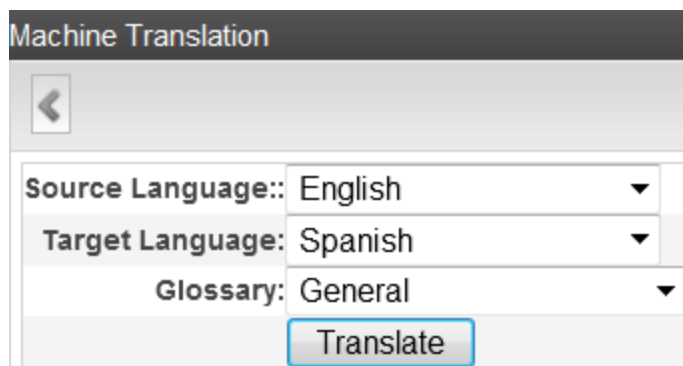 Machine Translation
Source Language:: English
Target Language: Spanish
Glossary: General
Translate